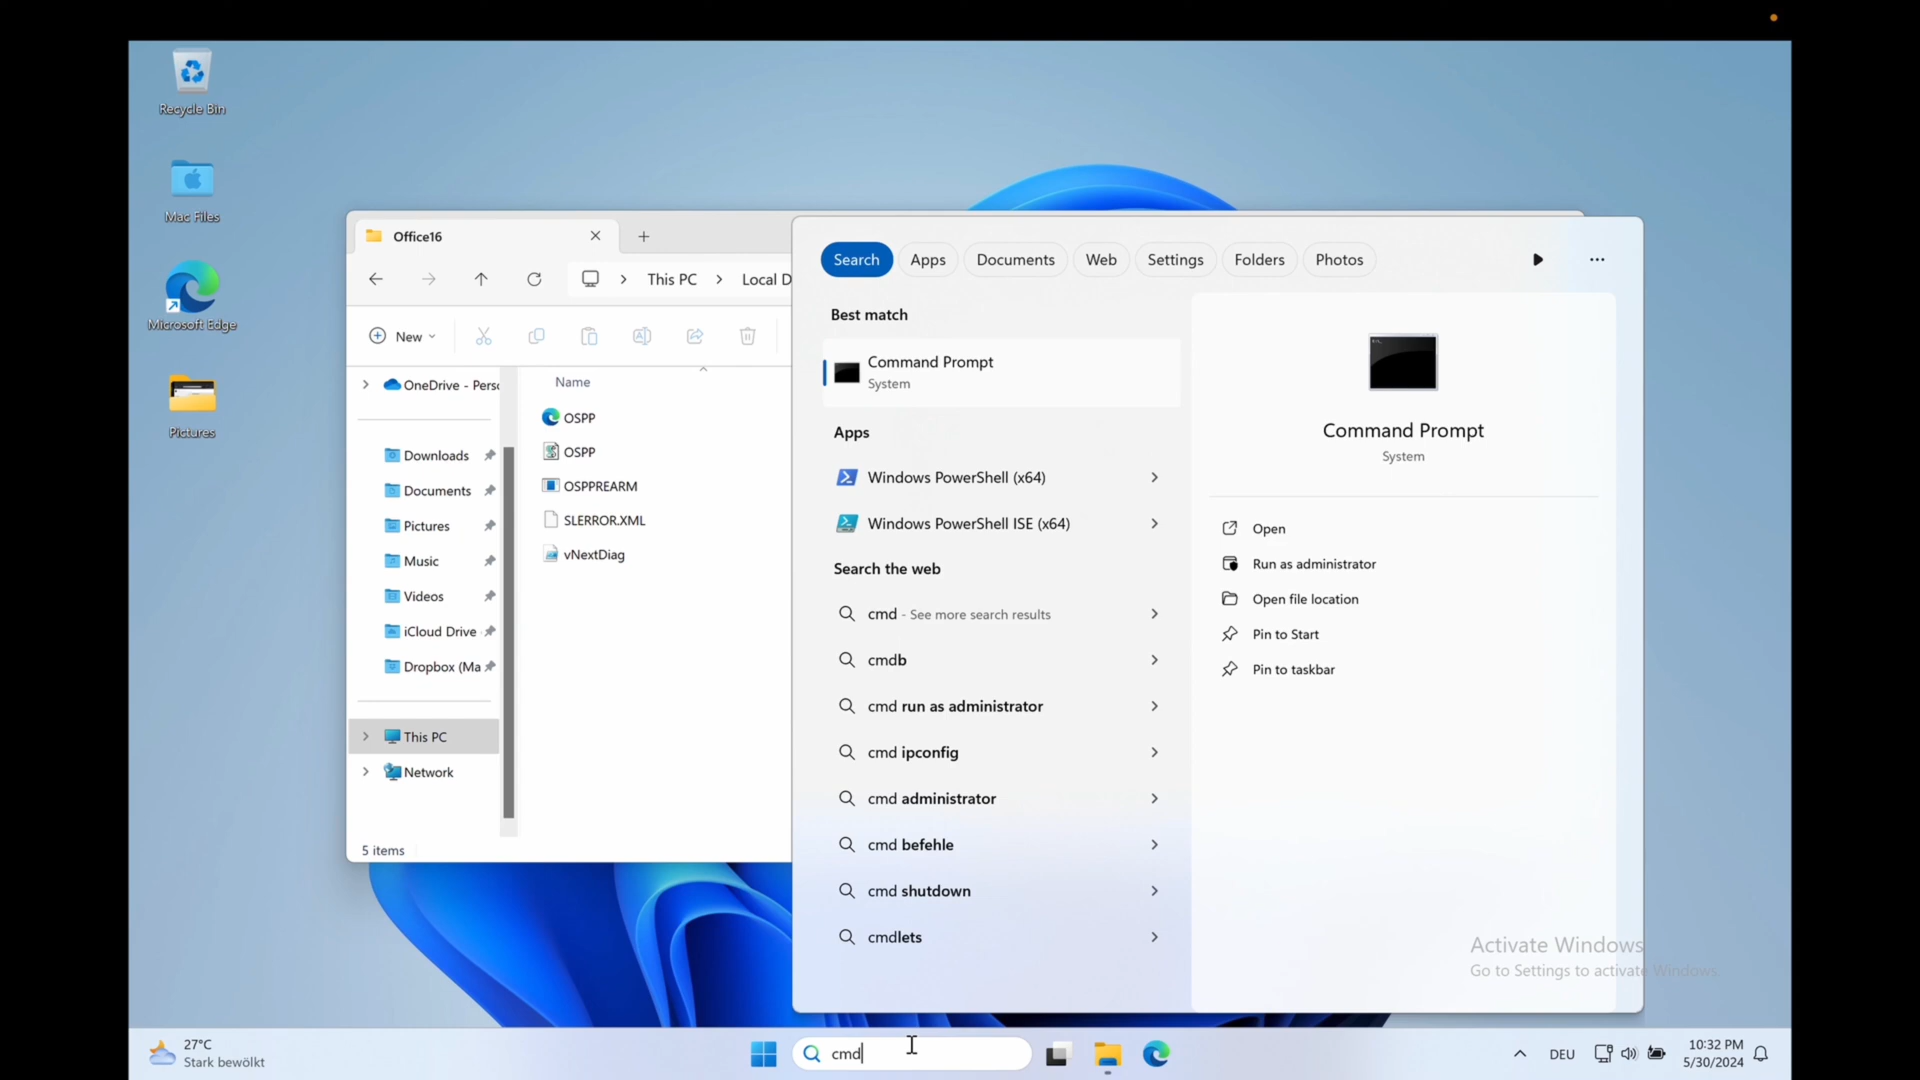 Recycle Bin
Mac Files
Microsoft Edge
Pictures
Office16
This PC
Local D
New
Name
OneDrive - Pers
Downloads
Documents
Pictures
Music
Videos
iCloud Drive
Dropbox (Ma
This PC
Network
OSPP
OSPP
OSPPREARM
SLERROR.XML
vNextDiag
5 items
Search
Apps
Documents
Web
Settings
Folders
Photos
Best match
Command Prompt
System
Apps
Windows PowerShell (x64)
Windows PowerShell ISE (x64)
Search the web
cmd - See more search results
cmdb
cmd run as administrator
cmd ipconfig
cmd administrator
cmd befehle
cmd shutdown
cmdlets
Command Prompt
System
Open
Run as administrator
Open file location
Pin to Start
Pin to taskbar
Activate Windows
Go to Settings to activate Windows.
27°C
Stark bewölkt
cmd
DEU
10:32 PM
5/30/2024